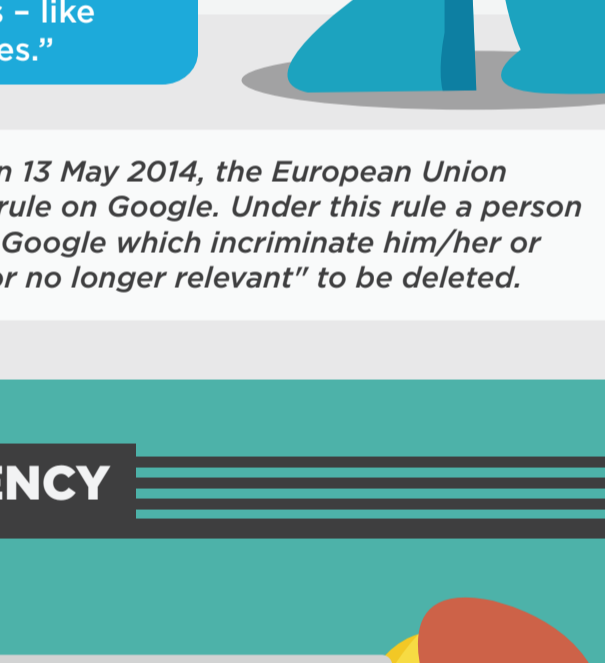 – like
es.”
n 13 May 2014, the European Union
rule on Google. Under this rule a person
Google which incriminate him/her or
or no longer relevant" to be deleted.
ENCY